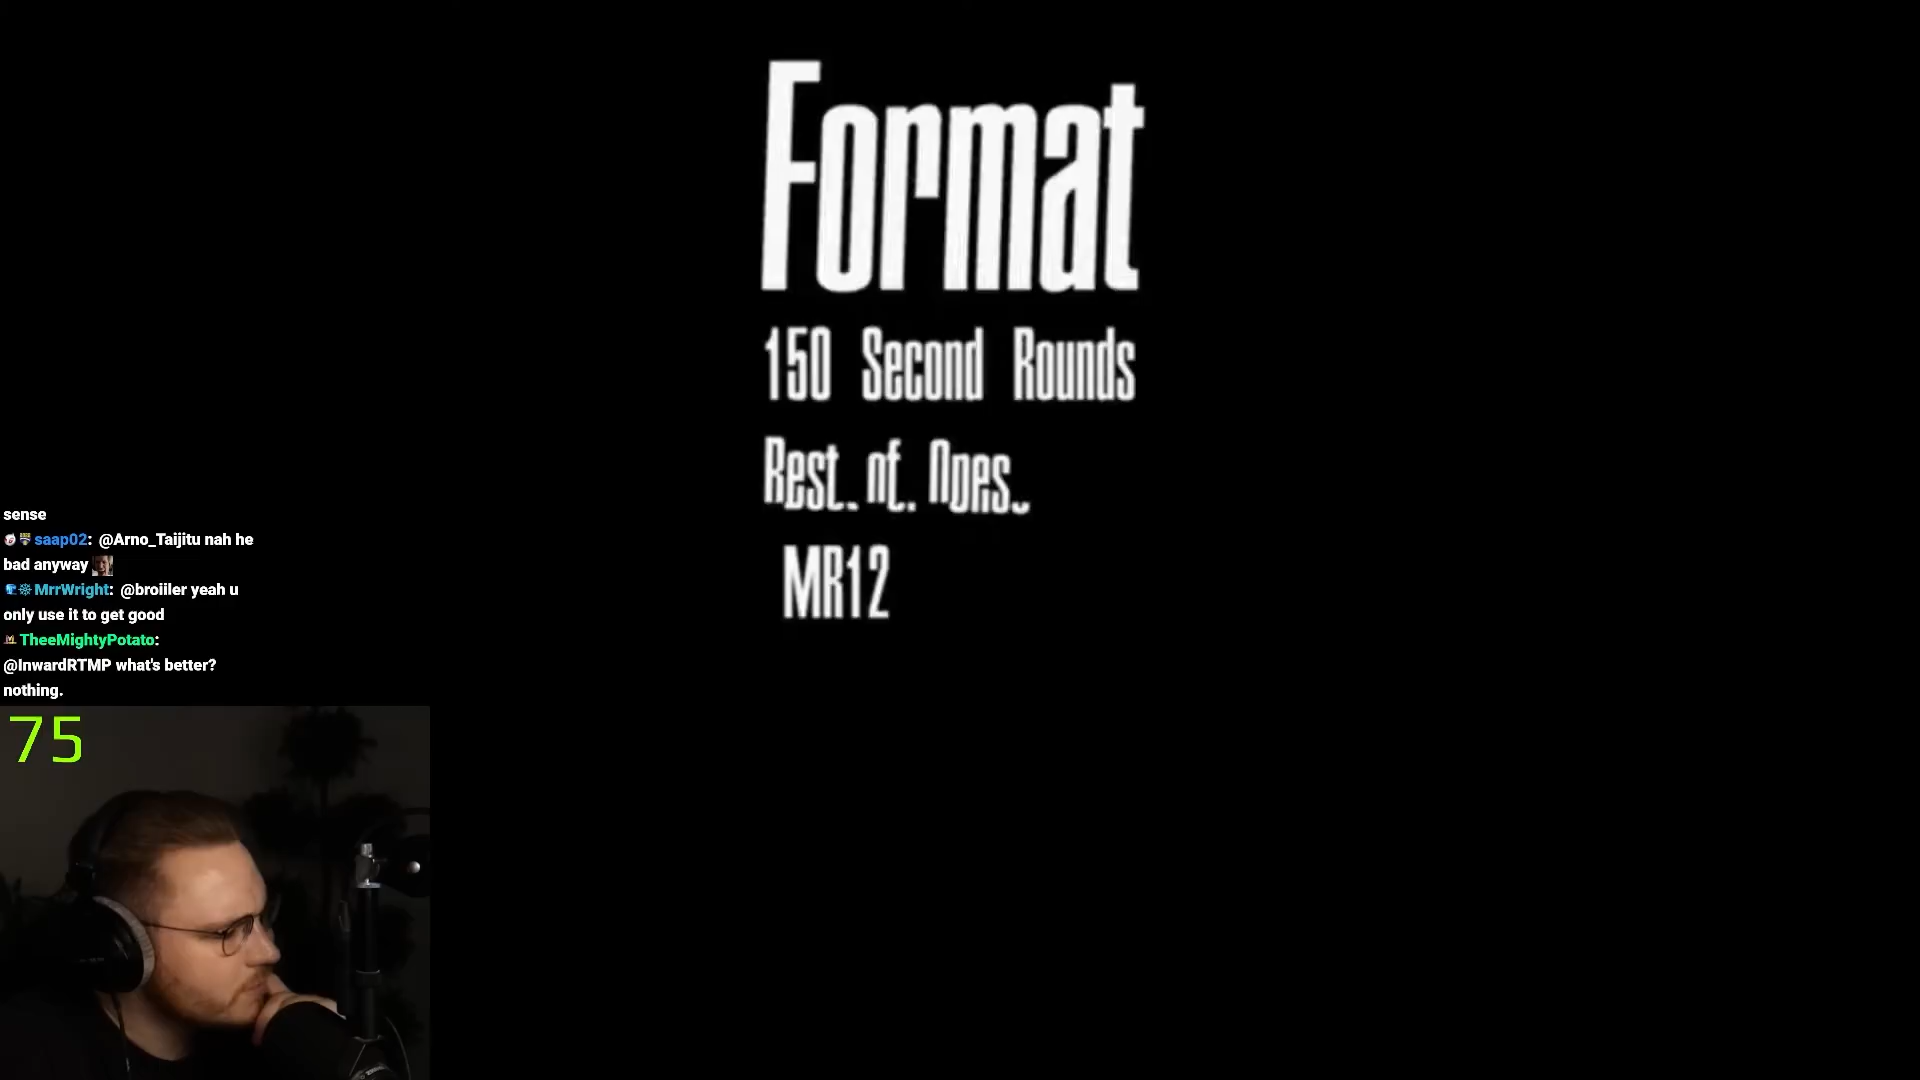 Format
150 Second Rounds
Best of Ones
MR12
sense
saap02: @Arno_Taijitu nah he
bad anyway
MrrWright: @broiiler yeah u
only use it to get good
TheeMightyPotato:
@InwardRTMP what's better?
nothing.
75